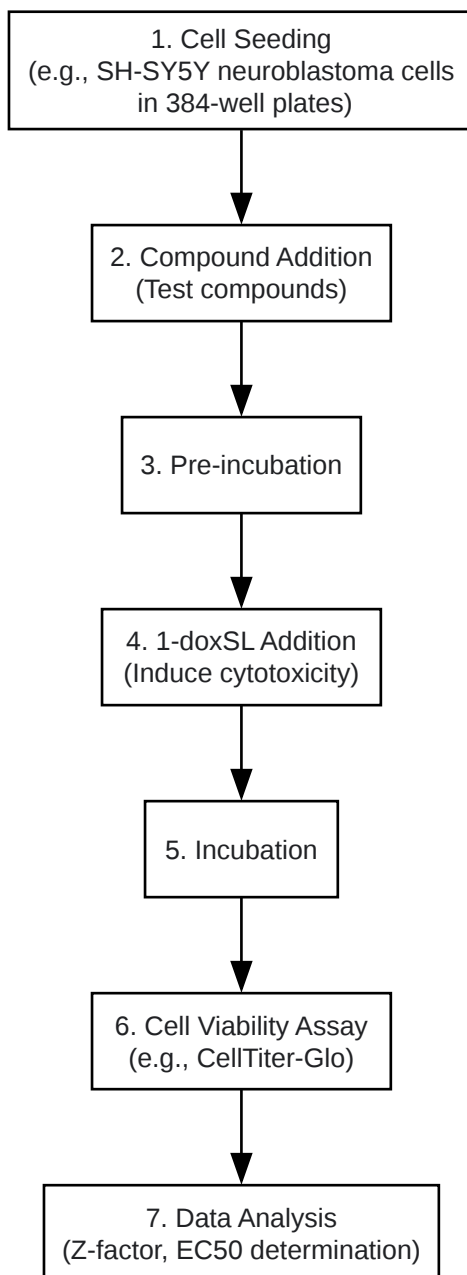 1. Cell Seeding
(e.g., SH-SY5Y neuroblastoma cells
in 384-well plates)
2. Compound Addition
(Test compounds)
3. Pre-incubation
4. 1-doxSL Addition
(Induce cytotoxicity)
5. Incubation
6. Cell Viability Assay
(e.g., CellTiter-Glo)
7. Data Analysis
(Z-factor, EC50 determination)